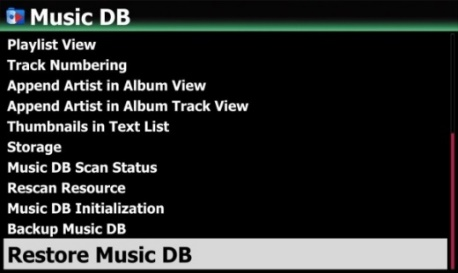 Music DB
Playlist View
Track Numbering
Append Artist in Album View
Append Artist in Album Track View
Thumbnails in Text List
Storage
Music DB Scan Status
Rescan Resource
Music DB Initialization
Backup Music DB
Restore Music DB